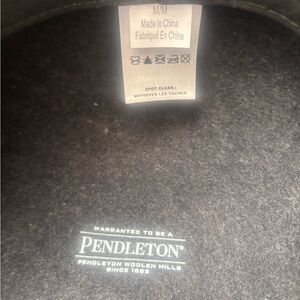 M/M
Made in China
Fabriqué En Chine
SPOT CLEAN/
NETTOYER LES TACHES
WARRANTED TO BE A
PENDLETON®
PENDLETON WOOLEN MILLS
SINCE 1863